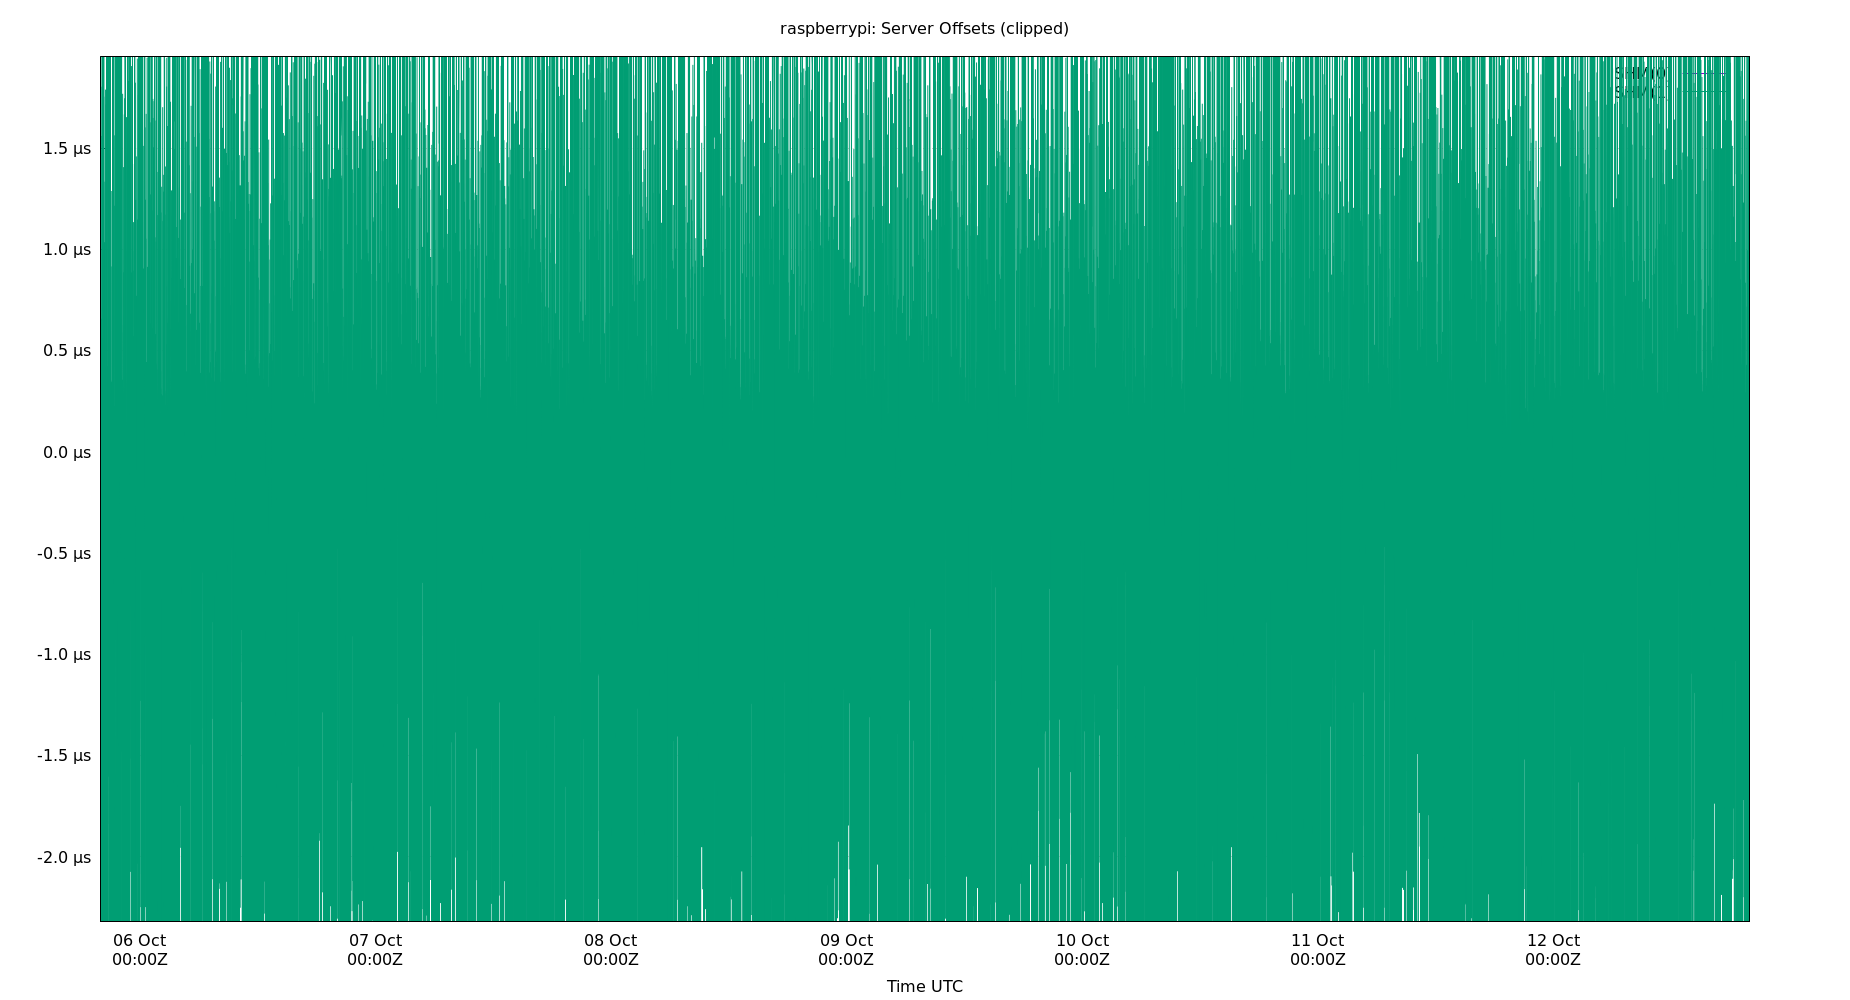 raspberrypi: Server Offsets (clipped)
1.5 µs
1.0 µs
0.5 µs
0.0 µs
-0.5 µs
-1.0 µs
-1.5 µs
-2.0 µs
06 Oct 07 Oct 08 Oct 09 Oct 10 Oct 11 Oct 12 Oct
00:00Z 00:00Z 00:00Z 00:00Z 00:00Z 00:00Z 00:00Z
Time UTC